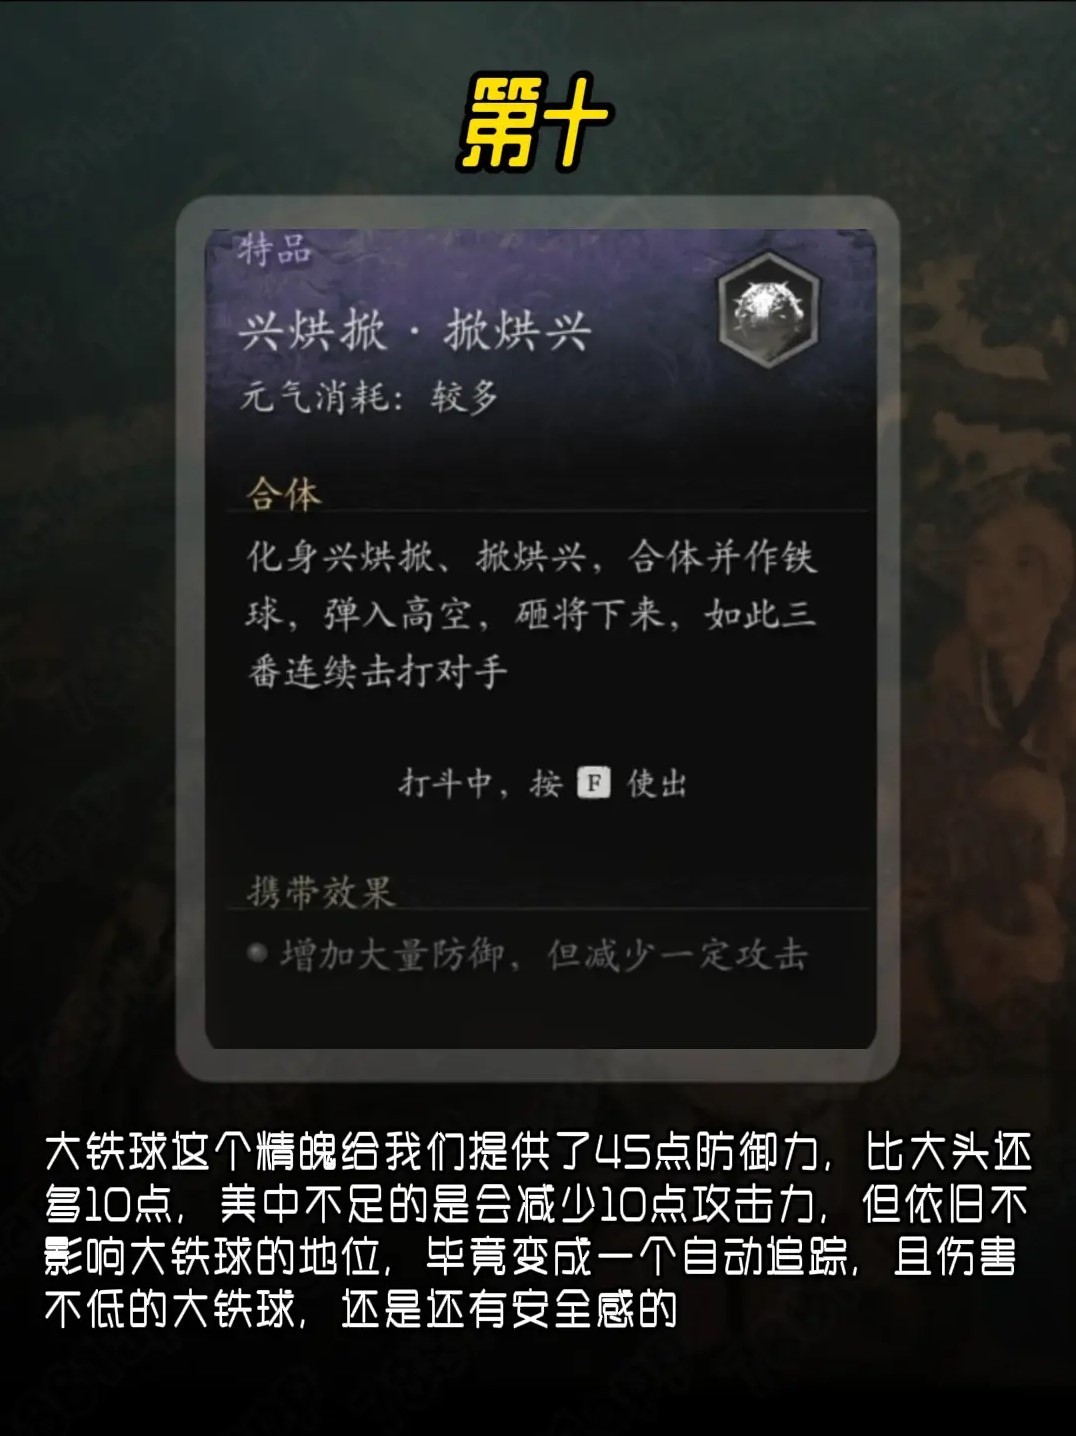 第十
特品
兴烘掀·掀烘兴
元气消耗：较多
合体
化身兴烘掀、掀烘兴，合体并作铁
球，弹入高空，砸将下来，如此三
番连续击打对手
打斗中，按 F 使出
携带效果
增加大量防御，但减少一定攻击
大铁球这个精魄给我们提供了45点防御力，比大头还
多10点，美中不足的是会减少10点攻击力，但依旧不
影响大铁球的地位，毕竟变成一个自动追踪，且伤害
不低的大铁球，还是还有安全感的